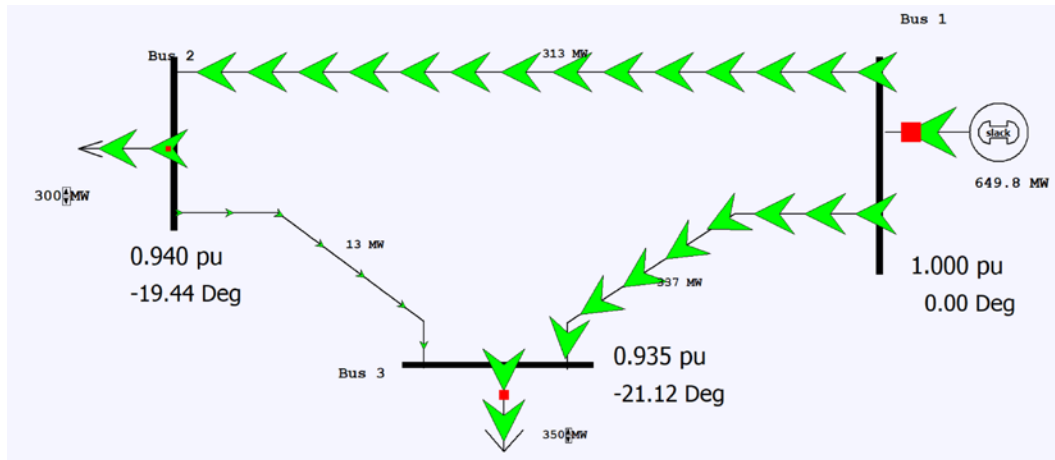 Bus 1
Bus 2
313 MW
slack
649.8 MW
300 MW
13 MW
0.940 pu
-19.44 Deg
337 MW
1.000 pu
0.00 Deg
Bus 3
0.935 pu
-21.12 Deg
350 MW